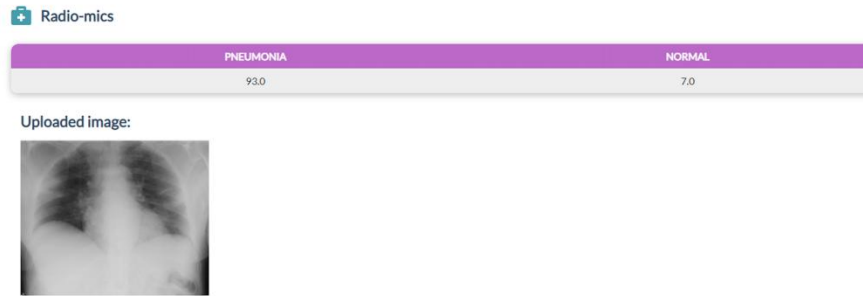 Radio-mics
PNEUMONIA NORMAL
93.0 7.0
Uploaded image: